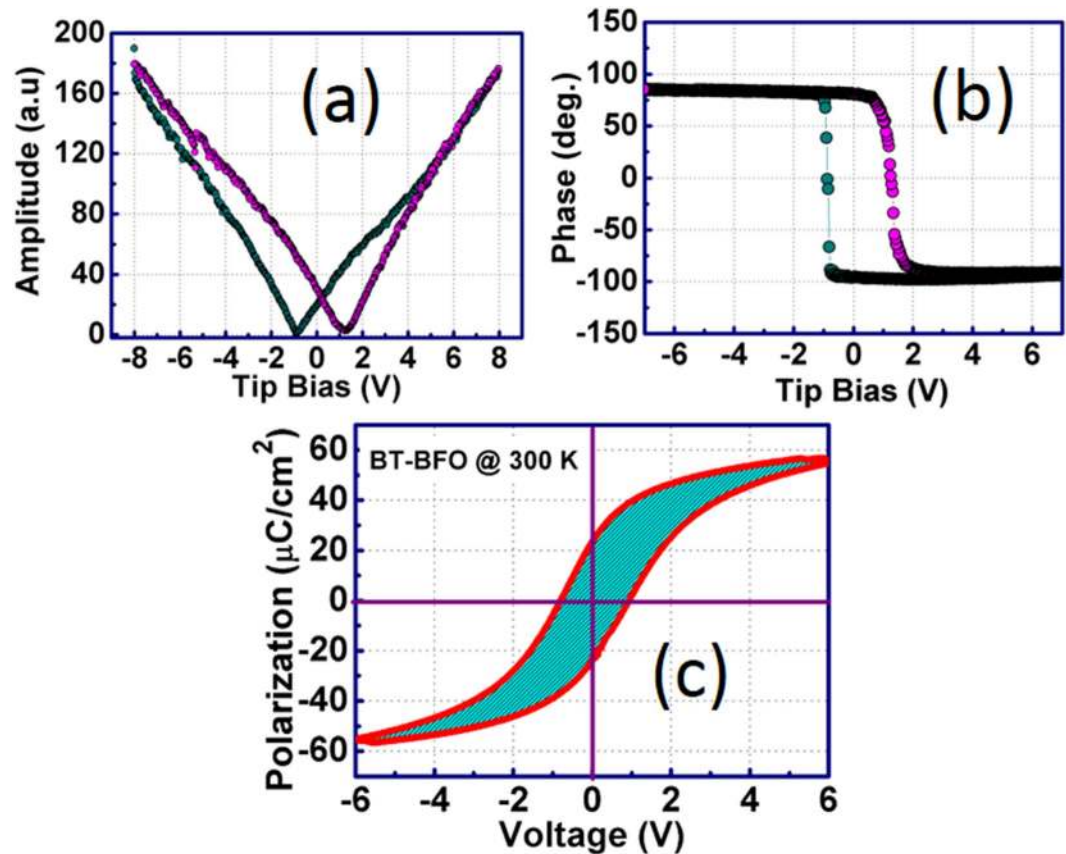 200
160
120
80
40
0
Amplitude (a.u)
(a)
-8 -6 -4 -2 0 2 4 6 8
Tip Bias (V)
150
100
50
0
-50
-100
-150
Phase (deg.)
(b)
-6 -4 -2 0 2 4 6
Tip Bias (V)
60
40
20
0
-20
-40
-60
Polarization (μC/cm²)
BT-BFO @ 300 K
(c)
-6 -4 -2 0 2 4 6
Voltage (V)